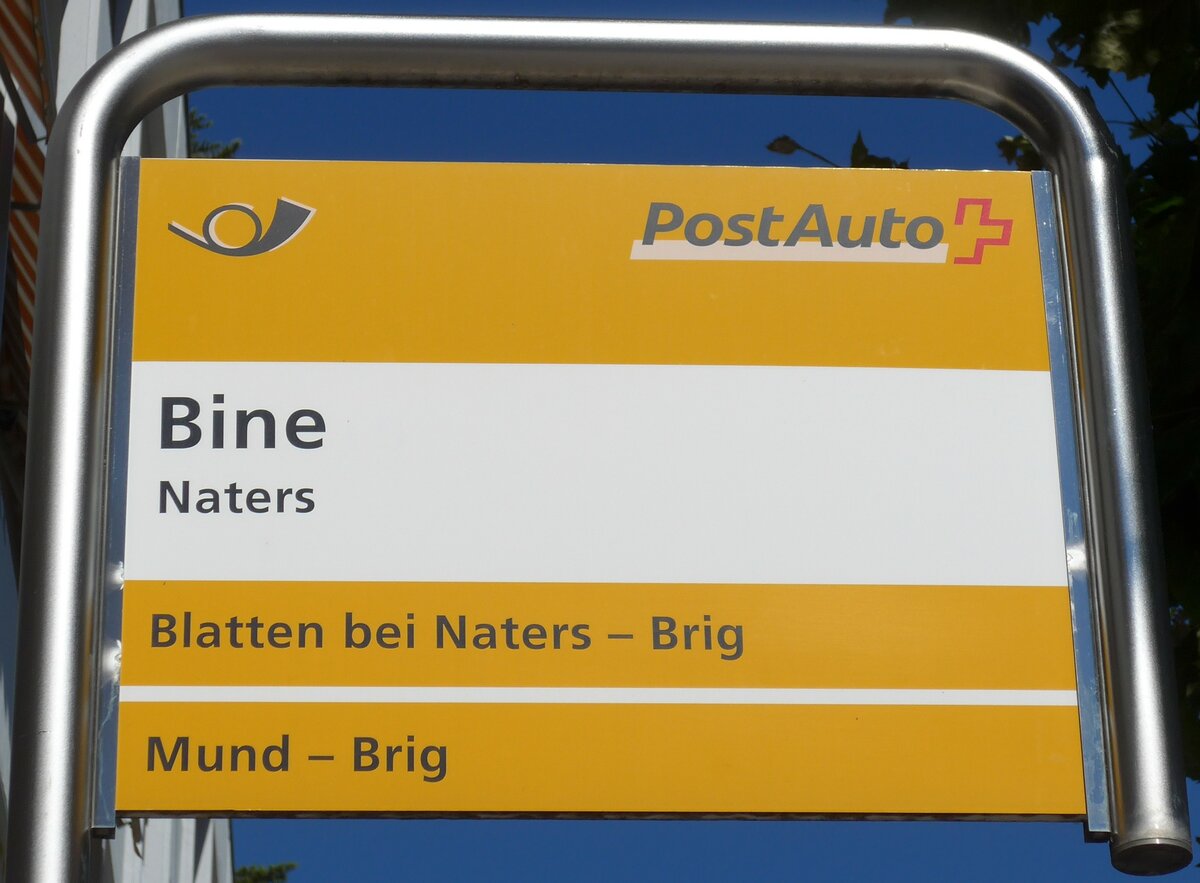 PostAuto
Bine
Naters
Blatten bei Naters – Brig
Mund – Brig